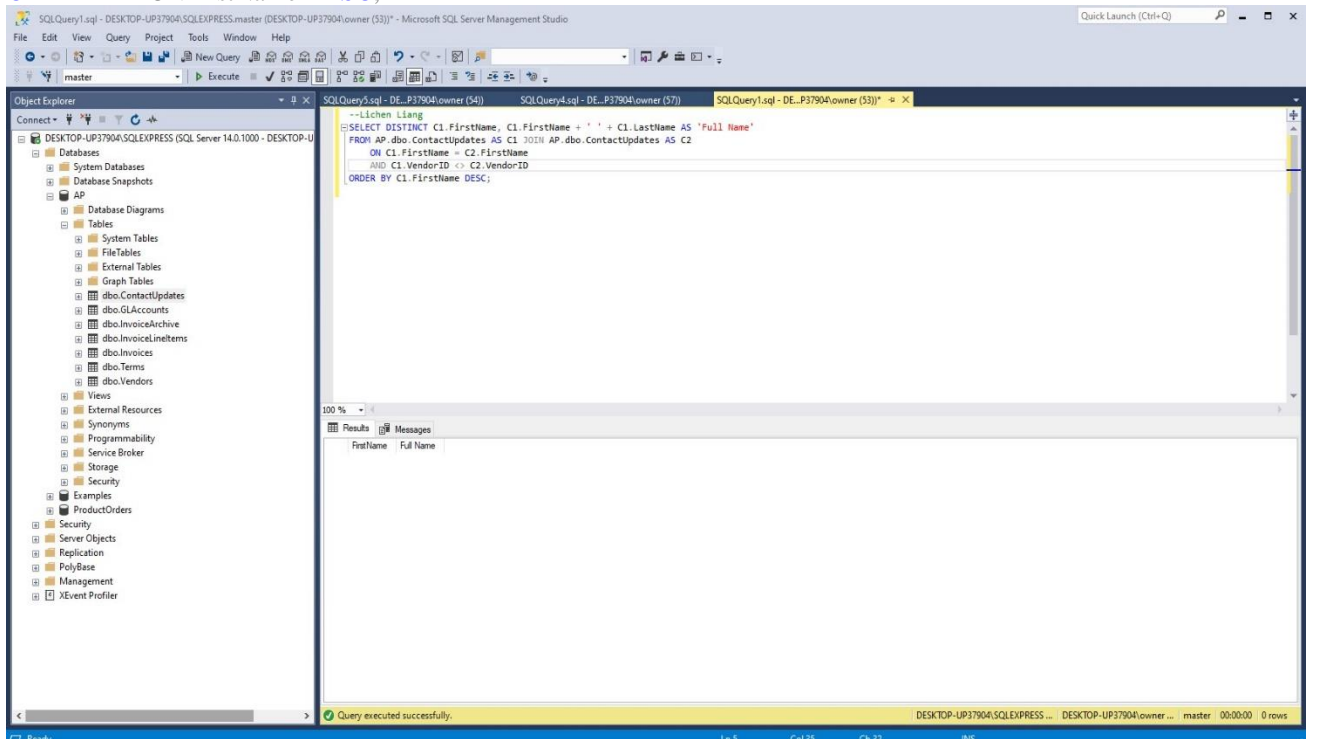 SQLQuery1.sql - DESKTOP-UP37904\SQLEXPRESS.master (DESKTOP-UP37904\owner (53))* - Microsoft SQL Server Management Studio
Quick Launch (Ctrl+Q)
File Edit View Query Project Tools Window Help
New Query
master
Execute
Object Explorer
SQLQuery5.sql - DE...P37904\owner (54))
SQLQuery4.sql - DE...P37904\owner (57))
SQLQuery1.sql - DE...P37904\owner (53))*
Connect
DESKTOP-UP37904\SQLEXPRESS (SQL Server 14.0.1000 - DESKTOP-U
Databases
System Databases
Database Snapshots
AP
Database Diagrams
Tables
System Tables
FileTables
External Tables
Graph Tables
dbo.ContactUpdates
dbo.GLAccounts
dbo.InvoiceArchive
dbo.InvoiceLineItems
dbo.Invoices
dbo.Terms
dbo.Vendors
Views
External Resources
Synonyms
Programmability
Service Broker
Storage
Security
Examples
ProductOrders
Security
Server Objects
Replication
PolyBase
Management
XEvent Profiler
--Lichen Liang
SELECT DISTINCT C1.FirstName, C1.FirstName + ' ' + C1.LastName AS 'Full Name'
FROM AP.dbo.ContactUpdates AS C1 JOIN AP.dbo.ContactUpdates AS C2
ON C1.FirstName = C2.FirstName
AND C1.VendorID <> C2.VendorID
ORDER BY C1.FirstName DESC;
100 %
Results Messages
FirstName Full Name
Query executed successfully.
DESKTOP-UP37904\SQLEXPRESS ... DESKTOP-UP37904\owner ... master 00:00:00 0 rows